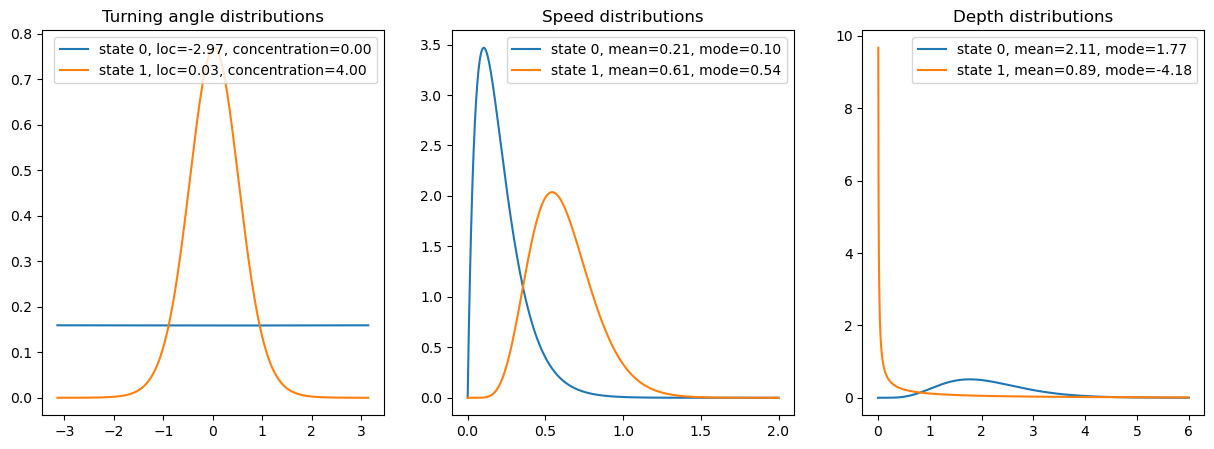 Turning angle distributions
state 0, loc=-2.97, concentration=0.00
state 1, loc=0.03, concentration=4.00
0.8
0.7
0.6
0.5
0.4
0.3
0.2
0.1
0.0
−3 −2 −1 0 1 2 3
Speed distributions
state 0, mean=0.21, mode=0.10
state 1, mean=0.61, mode=0.54
3.5
3.0
2.5
2.0
1.5
1.0
0.5
0.0
0.0 0.5 1.0 1.5 2.0
Depth distributions
state 0, mean=2.11, mode=1.77
state 1, mean=0.89, mode=-4.18
10
8
6
4
2
0
0 1 2 3 4 5 6